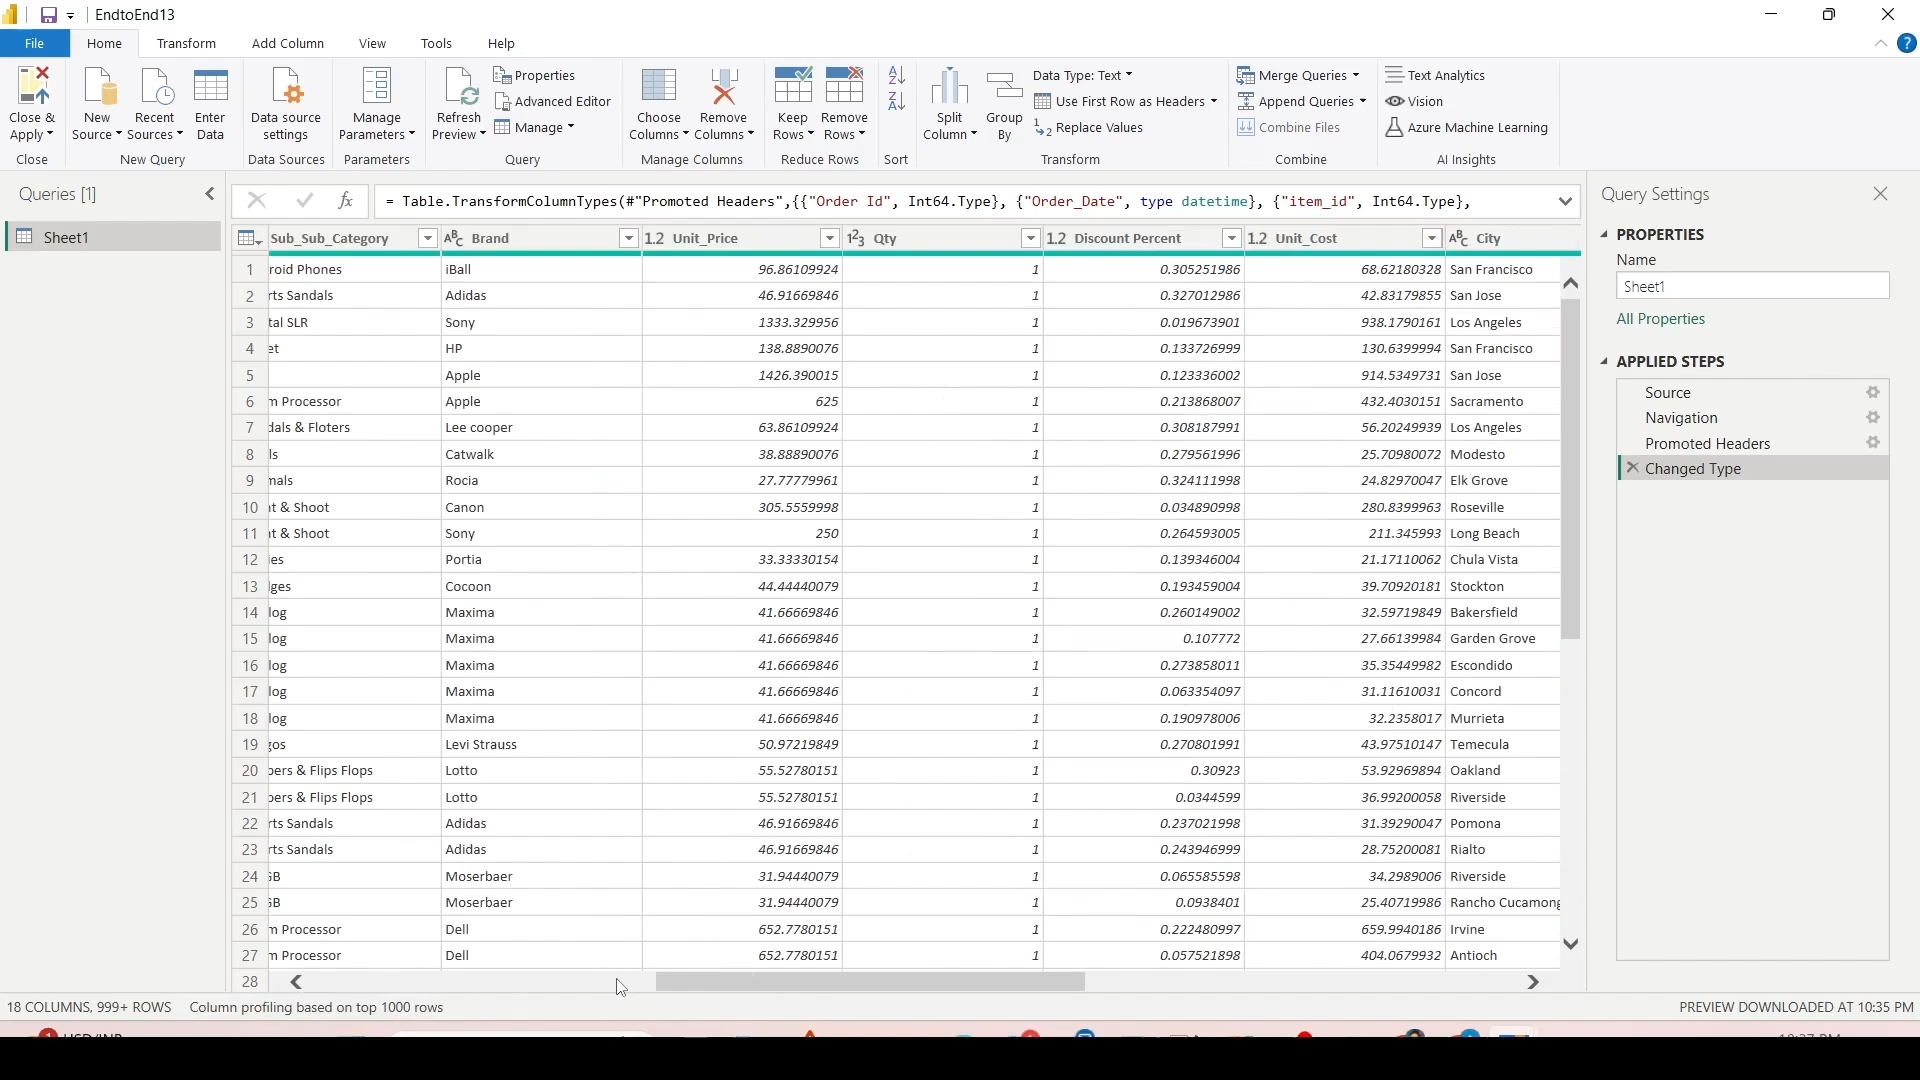 EndtoEnd13
File Home Transform Add Column View Tools Help
Close & Apply
New Source
Recent Sources
Enter Data
Data source settings
Manage Parameters
Refresh Preview
Properties
Advanced Editor
Manage
Choose Columns
Remove Columns
Keep Rows
Remove Rows
Split Column
Group By
Data Type: Text
Use First Row as Headers
Replace Values
Merge Queries
Append Queries
Combine Files
Text Analytics
Vision
Azure Machine Learning
Close New Query Data Sources Parameters Query Manage Columns Reduce Rows Sort Transform Combine AI Insights
Queries [1]
Sheet1
fx = Table.TransformColumnTypes(#"Promoted Headers",{{"Order Id", Int64.Type}, {"Order_Date", type datetime}, {"item_id", Int64.Type},
Sub_Sub_Category ABC Brand 1.2 Unit_Price 123 Qty 1.2 Discount Percent 1.2 Unit_Cost ABC City
1 roid Phones iBall 96.86109924 1 0.305251986 68.62180328 San Francisco
2 rts Sandals Adidas 46.91669846 1 0.327012986 42.83179855 San Jose
3 tal SLR Sony 1333.329956 1 0.019673901 938.1790161 Los Angeles
4 et HP 138.8890076 1 0.133726999 130.6399994 San Francisco
5 Apple 1426.390015 1 0.123336002 914.5349731 San Jose
6 m Processor Apple 625 1 0.213868007 432.4030151 Sacramento
7 dals & Floters Lee cooper 63.86109924 1 0.308187991 56.20249939 Los Angeles
8 ls Catwalk 38.88890076 1 0.279561996 25.70980072 Modesto
9 mals Rocia 27.77779961 1 0.324111998 24.82970047 Elk Grove
10 nt & Shoot Canon 305.5559998 1 0.034890998 280.8399963 Roseville
11 nt & Shoot Sony 250 1 0.264593005 211.345993 Long Beach
12 ies Portia 33.33330154 1 0.139346004 21.17110062 Chula Vista
13 lges Cocoon 44.44440079 1 0.193459004 39.70920181 Stockton
14 log Maxima 41.66669846 1 0.260149002 32.59719849 Bakersfield
15 log Maxima 41.66669846 1 0.107772 27.66139984 Garden Grove
16 log Maxima 41.66669846 1 0.273858011 35.35449982 Escondido
17 log Maxima 41.66669846 1 0.063354097 31.11610031 Concord
18 log Maxima 41.66669846 1 0.190978006 32.2358017 Murrieta
19 gos Levi Strauss 50.97219849 1 0.270801991 43.97510147 Temecula
20 pers & Flips Flops Lotto 55.52780151 1 0.30923 53.92969894 Oakland
21 pers & Flips Flops Lotto 55.52780151 1 0.0344599 36.99200058 Riverside
22 rts Sandals Adidas 46.91669846 1 0.237021998 31.39290047 Pomona
23 rts Sandals Adidas 46.91669846 1 0.243946999 28.75200081 Rialto
24 GB Moserbaer 31.94440079 1 0.065585598 34.2989006 Riverside
25 GB Moserbaer 31.94440079 1 0.0938401 25.40719986 Rancho Cucamong
26 m Processor Dell 652.7780151 1 0.222480997 659.9940186 Irvine
27 m Processor Dell 652.7780151 1 0.057521898 404.0679932 Antioch
28
Query Settings
PROPERTIES
Name
Sheet1
All Properties
APPLIED STEPS
Source
Navigation
Promoted Headers
Changed Type
18 COLUMNS, 999+ ROWS Column profiling based on top 1000 rows PREVIEW DOWNLOADED AT 10:35 PM